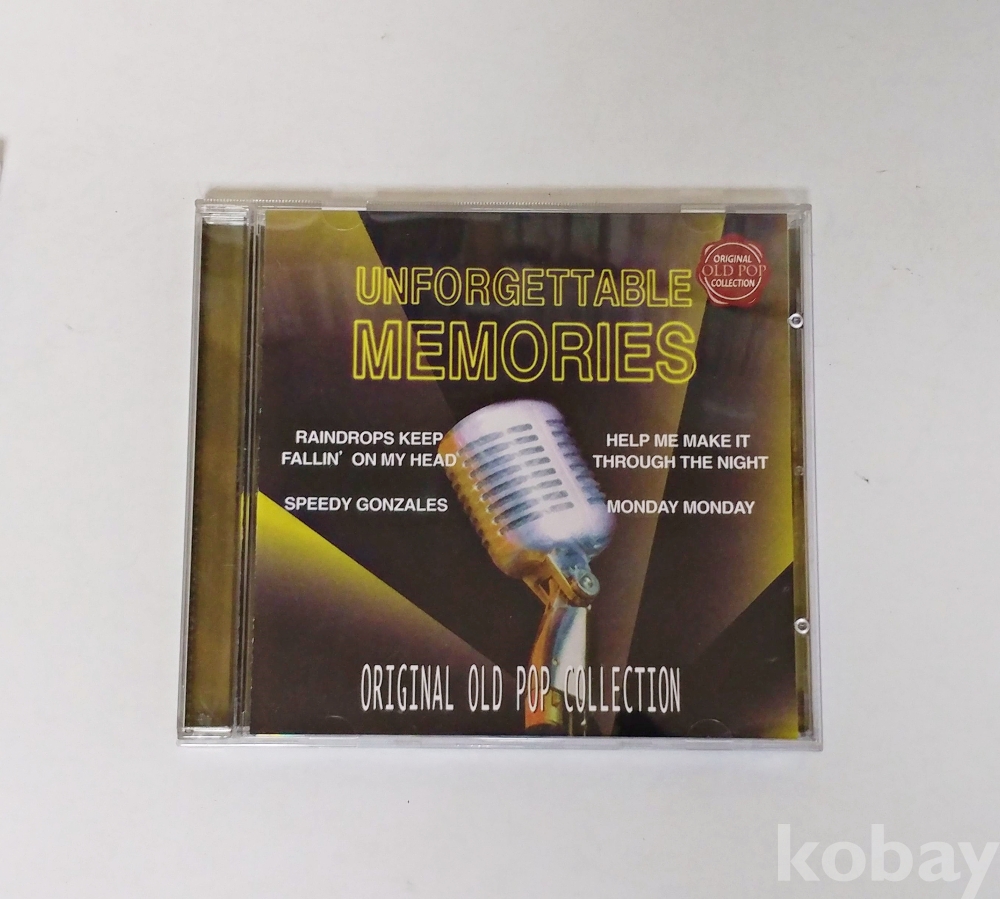 UNFORGETTABLE
MEMORIES
ORIGINAL
OLD POP
COLLECTION
RAINDROPS KEEP
FALLIN' ON MY HEAD
SPEEDY GONZALES
HELP ME MAKE IT
THROUGH THE NIGHT
MONDAY MONDAY
ORIGINAL OLD POP COLLECTION
kobay